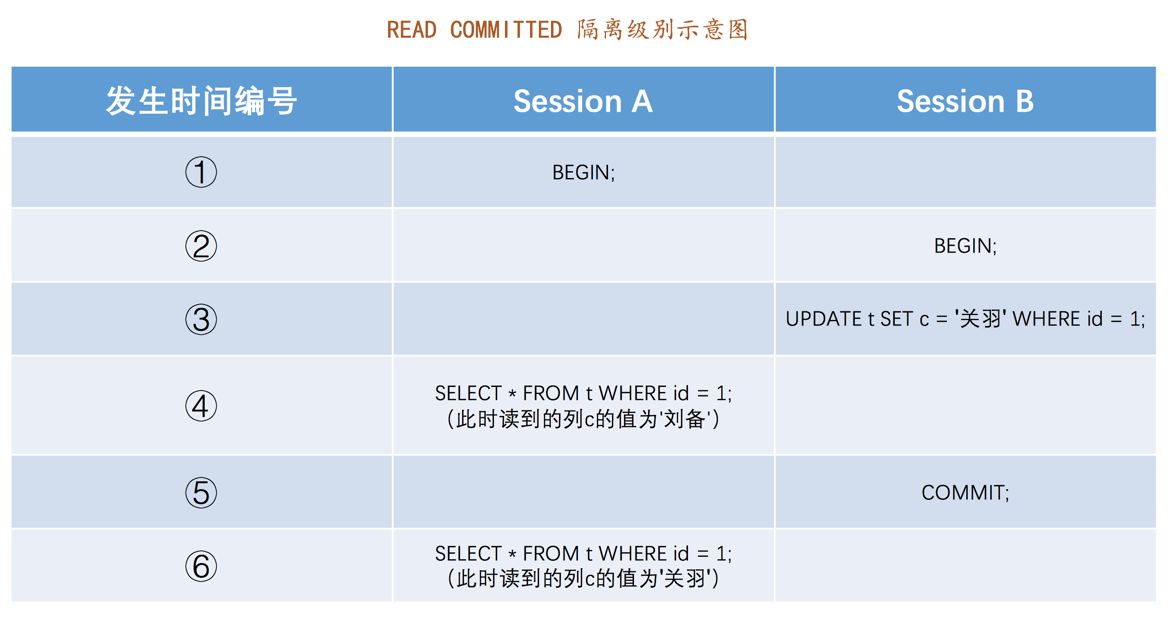 READ COMMITTED 隔离级别示意图
发生时间编号 Session A Session B
① BEGIN;
② BEGIN;
③ UPDATE t SET c = '关羽' WHERE id = 1;
④ SELECT * FROM t WHERE id = 1;
（此时读到的列c的值为'刘备'）
⑤ COMMIT;
⑥ SELECT * FROM t WHERE id = 1;
（此时读到的列c的值为'关羽'）